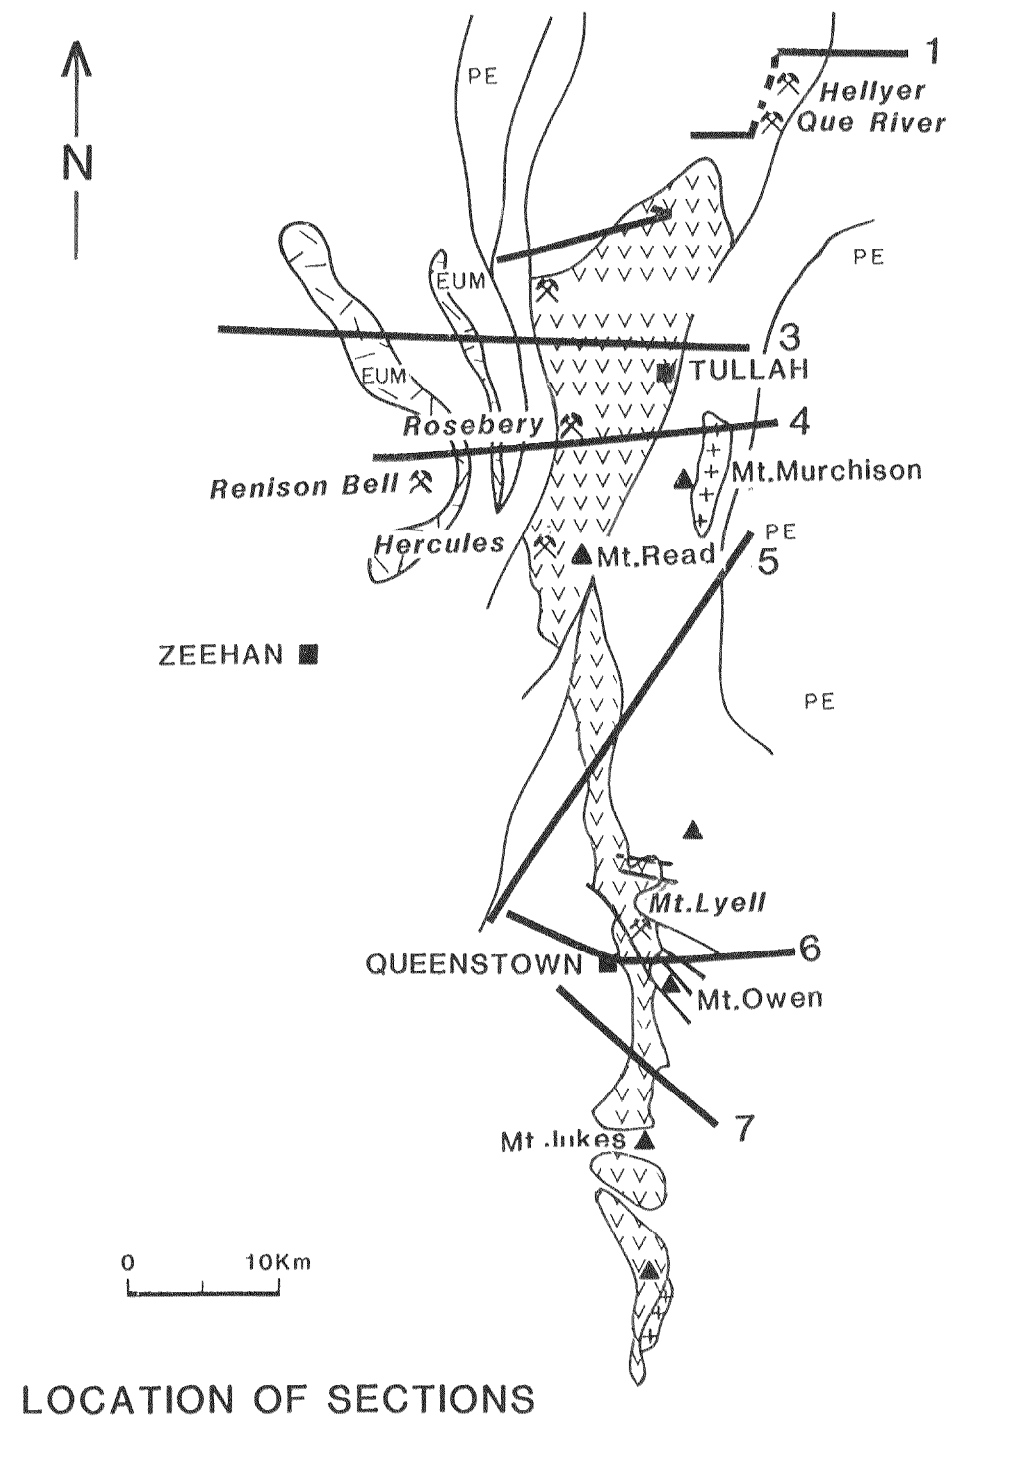 1
PE
Hellyer
Que River
N
PE
EUM
3
TULLAH
EUM
Rosebery
4
Mt.Murchison
Renison Bell
PE
Hercules
Mt.Read
5
ZEEHAN
PE
Mt.Lyell
6
QUEENSTOWN
Mt.Owen
7
Mt.
0 10Km
LOCATION OF SECTIONS